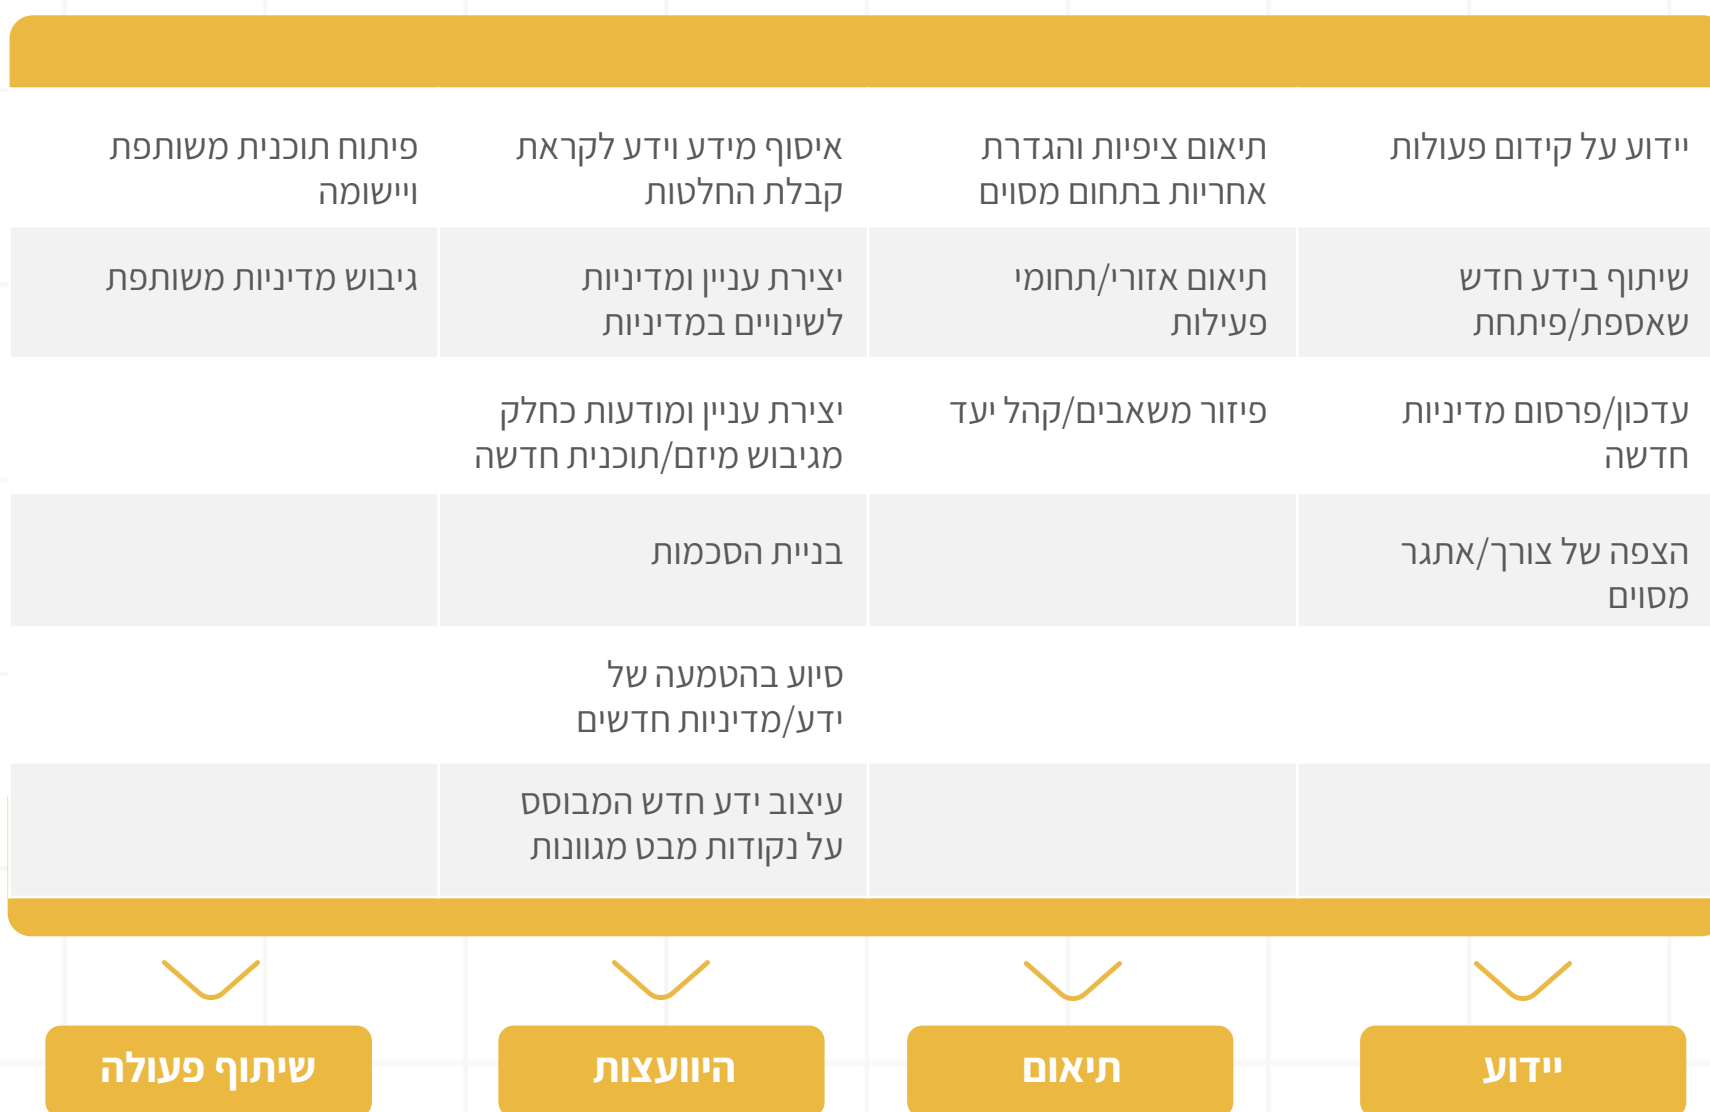 יידוע על קידום פעולות
תיאום ציפיות והגדרת
אחריות בתחום מסוים
איסוף מידע וידע לקראת
קבלת החלטות
פיתוח תוכנית משותפת
ויישומה
שיתוף בידע חדש
שאספת/פיתחת
תיאום אזורי/תחומי
פעילות
יצירת עניין ומדיניות
לשינויים במדיניות
גיבוש מדיניות משותפת
עדכון/פרסום מדיניות
חדשה
פיזור משאבים/קהל יעד
יצירת עניין ומודעות כחלק
מגיבוש מיזם/תוכנית חדשה
הצפה של צורך/אתגר
מסוים
בניית הסכמות
סיוע בהטמעה של
ידע/מדיניות חדשים
עיצוב ידע חדש המבוסס
על נקודות מבט מגוונות
יידוע
תיאום
היוועצות
שיתוף פעולה